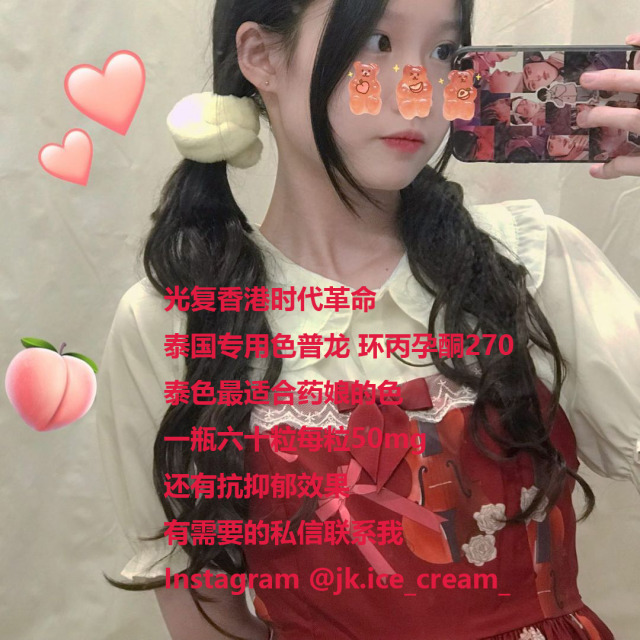 光复香港时代革命
泰国专用色普龙 环丙孕酮270
泰色最适合药娘的色
一瓶六十粒每粒50mg
还有抗抑郁效果
有需要的私信联系我
Instagram @jk.ice_cream_